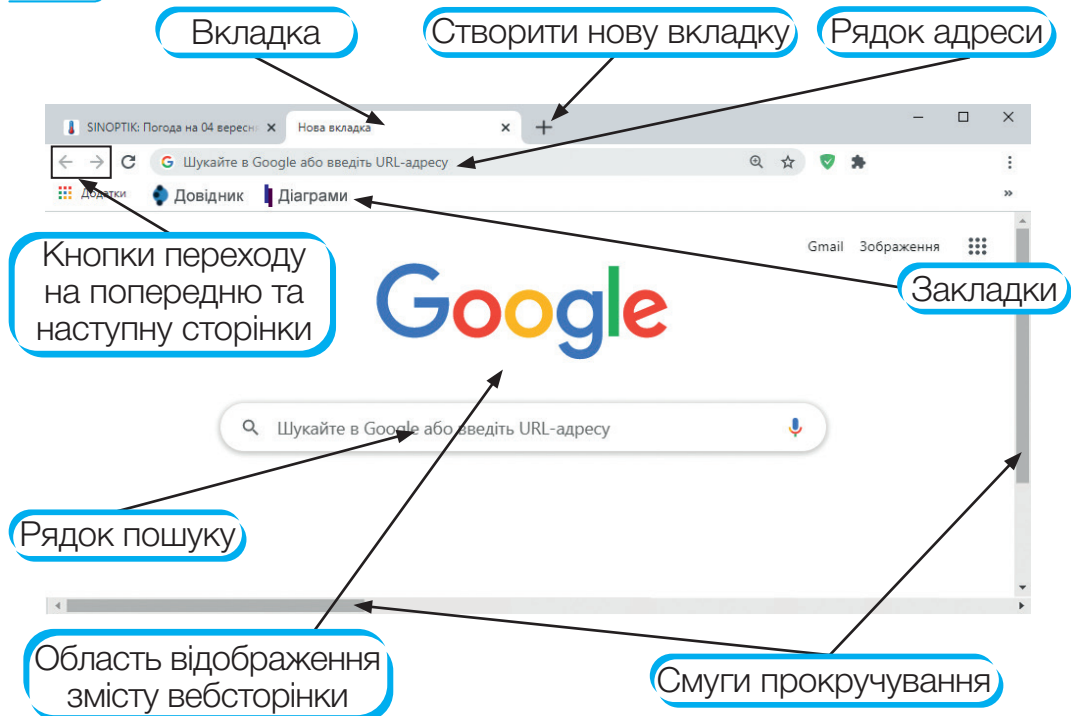 Вкладка
Створити нову вкладку
Рядок адреси
SINOPTIK: Погода на 04 вересн
Нова вкладка
Шукайте в Google або введіть URL-адресу
Додатки
Довідник
Діаграми
Кнопки переходу
на попередню та
наступну сторінки
Gmail
Зображення
Закладки
Google
Шукайте в Google або введіть URL-адресу
Рядок пошуку
Область відображення
змісту вебсторінки
Смуги прокручування